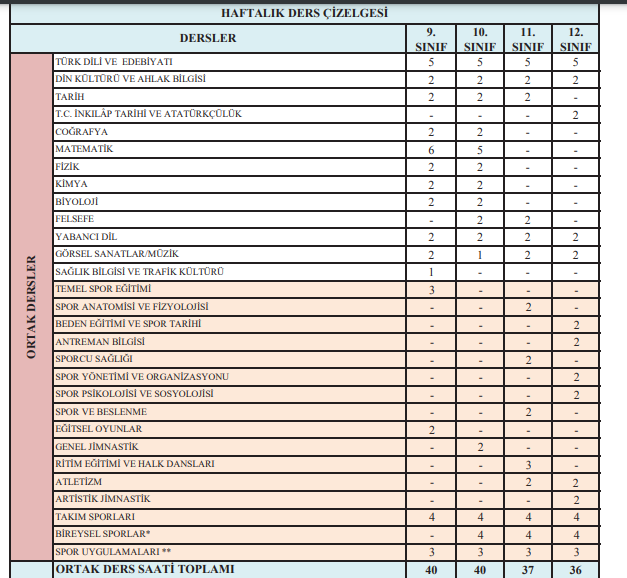 HAFTALIK DERS ÇİZELGESİ
DERSLER 9. SINIF 10. SINIF 11. SINIF 12. SINIF
ORTAK DERSLER
TÜRK DİLİ VE EDEBİYATI 5 5 5 5
DİN KÜLTÜRÜ VE AHLAK BİLGİSİ 2 2 2 2
TARİH 2 2 2 -
T.C. İNKILÂP TARİHİ VE ATATÜRKÇÜLÜK - - - 2
COĞRAFYA 2 2 - -
MATEMATİK 6 5 - -
FİZİK 2 2 - -
KİMYA 2 2 - -
BİYOLOJİ 2 2 - -
FELSEFE - 2 2 -
YABANCI DİL 2 2 2 2
GÖRSEL SANATLAR/MÜZİK 2 1 2 2
SAĞLIK BİLGİSİ VE TRAFİK KÜLTÜRÜ 1 - - -
TEMEL SPOR EĞİTİMİ 3 - - -
SPOR ANATOMİSİ VE FİZYOLOJİSİ - - 2 -
BEDEN EĞİTİMİ VE SPOR TARİHİ - - - 2
ANTREMAN BİLGİSİ - - - 2
SPORCU SAĞLIĞI - - 2 -
SPOR YÖNETİMİ VE ORGANİZASYONU - - - 2
SPOR PSİKOLOJİSİ VE SOSYOLOJİSİ - - - 2
SPOR VE BESLENME - - 2 -
EĞİTSEL OYUNLAR 2 - - -
GENEL JİMNASTİK - 2 - -
RİTİM EĞİTİMİ VE HALK DANSLARI - - 3 -
ATLETİZM - - 2 2
ARTİSTİK JİMNASTİK - - - 2
TAKIM SPORLARI 4 4 4 4
BİREYSEL SPORLAR* - 4 4 4
SPOR UYGULAMALARI ** 3 3 3 3
ORTAK DERS SAATİ TOPLAMI 40 40 37 36